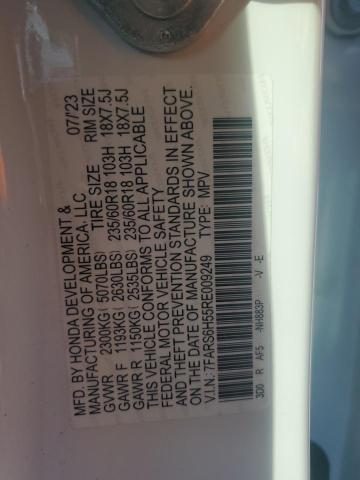 MFD. BY HONDA DEVELOPMENT &
MANUFACTURING OF AMERICA, LLC. 07/'23
GVWR 2300KG (5070LBS) TIRE SIZE RIM SIZE
GAWR F 1193KG (2630LBS) 235/60R18 103H 18X7.5J
GAWR R 1150KG (2535LBS) 235/60R18 103H 18X7.5J
THIS VEHICLE CONFORMS TO ALL APPLICABLE
FEDERAL MOTOR VEHICLE SAFETY
AND THEFT PREVENTION STANDARDS IN EFFECT
ON THE DATE OF MANUFACTURE SHOWN ABOVE.
V.I.N.: 7FARS6H55RE009249 TYPE: MPV
3D0 R AF5 -NH883P -V -E